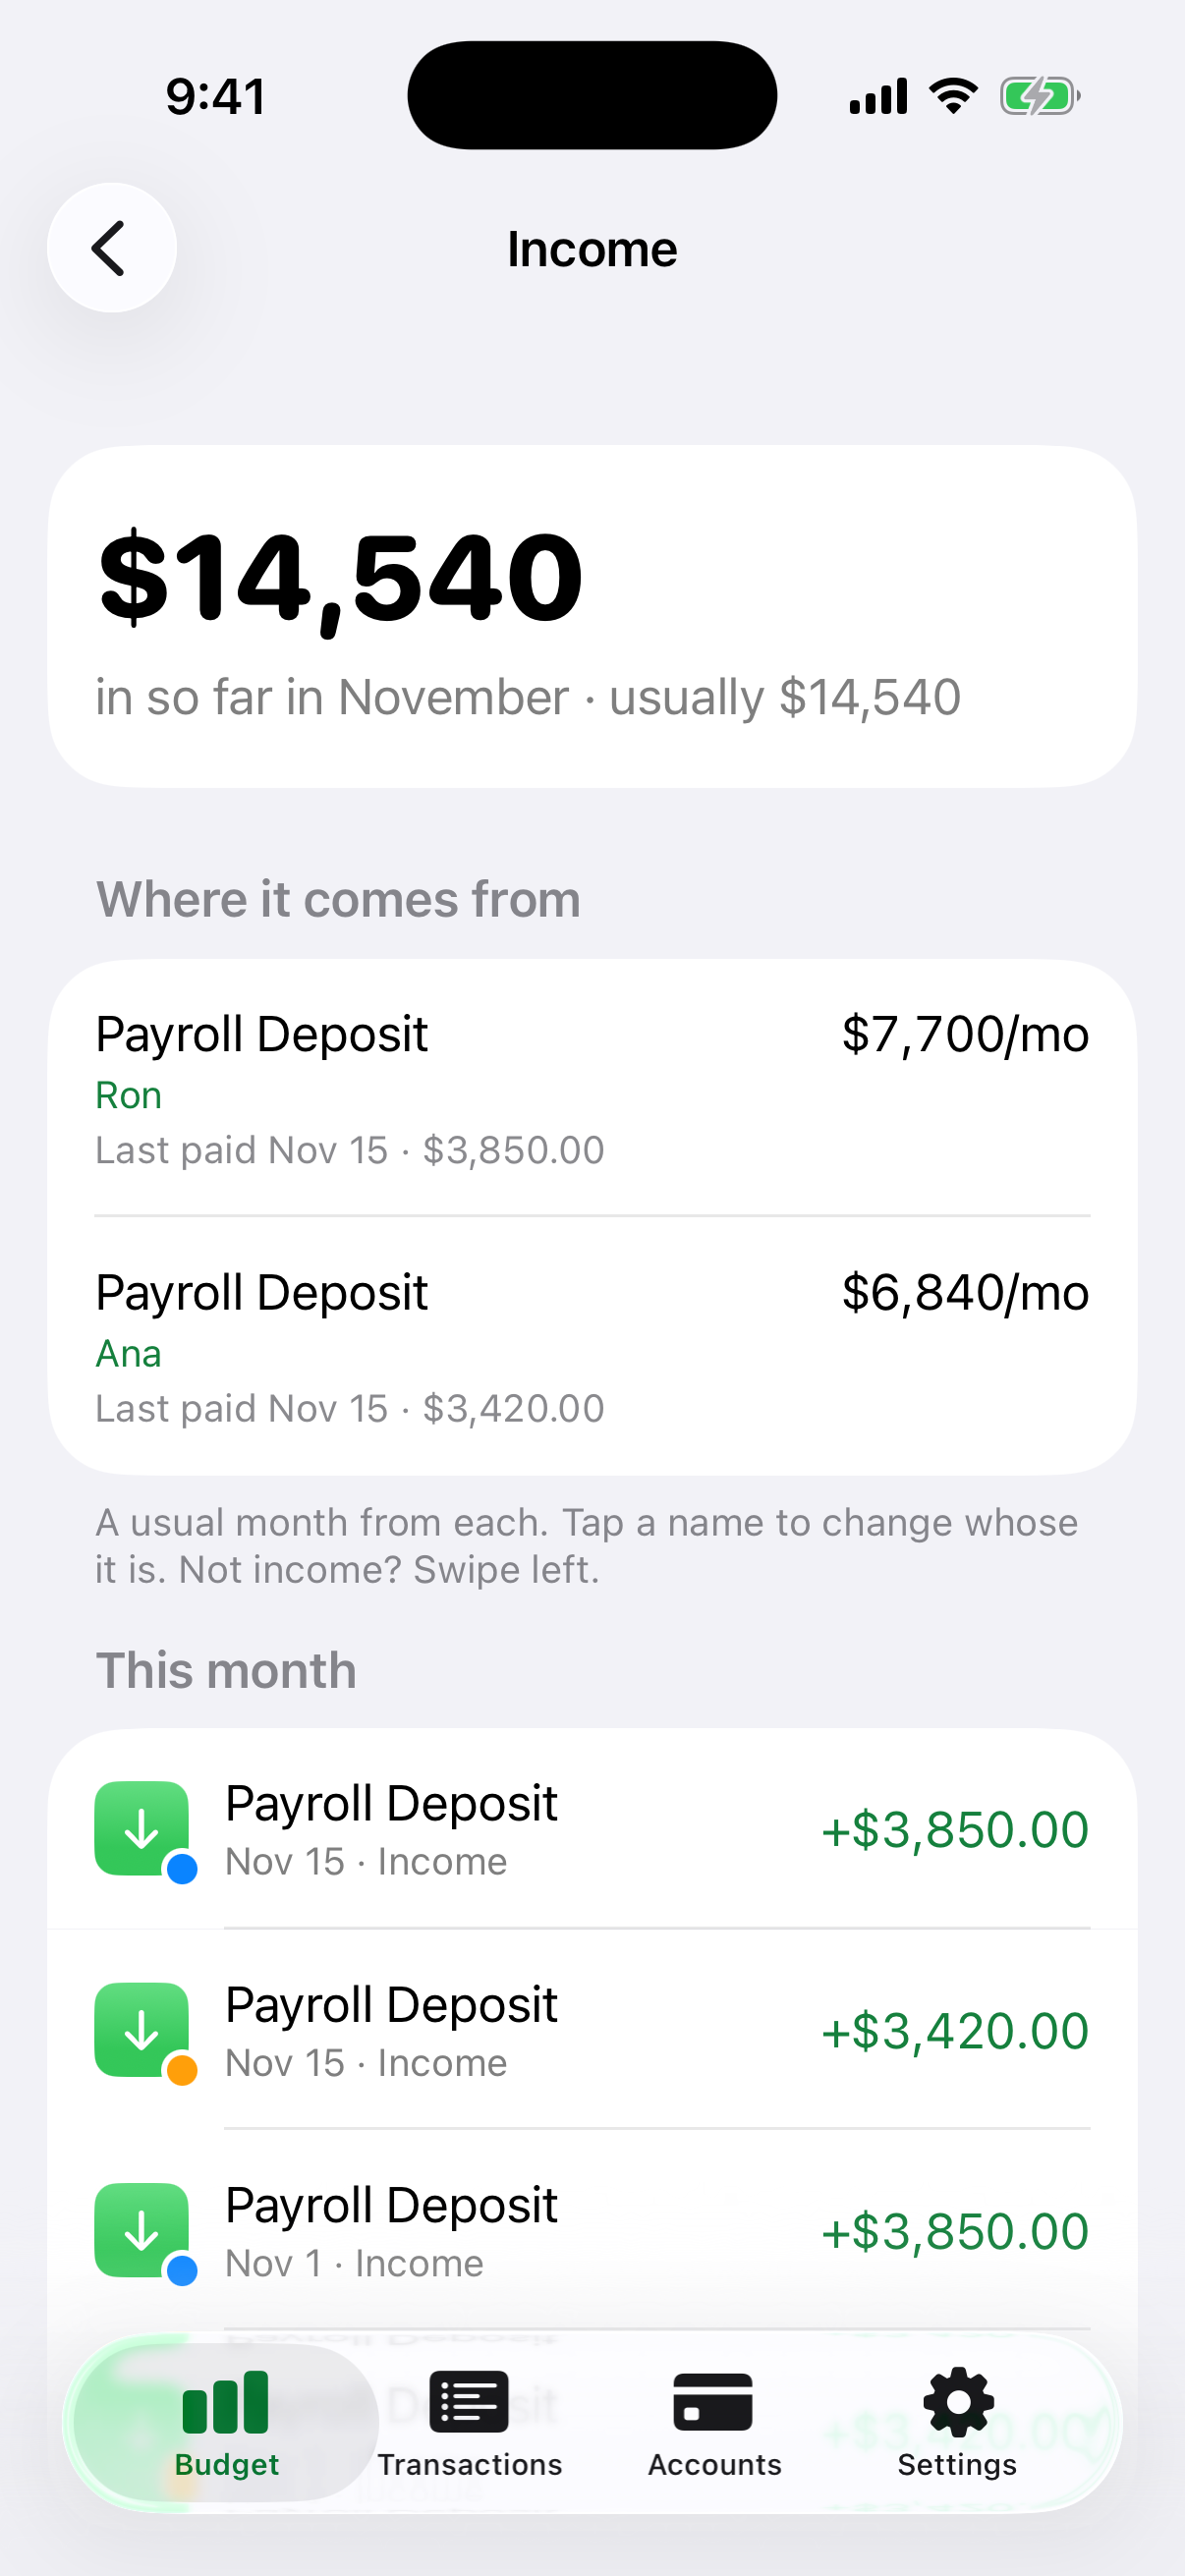 9:41
Income
$14,540
in so far in November · usually $14,540
Where it comes from
Payroll Deposit
$7,700/mo
Ron
Last paid Nov 15 · $3,850.00
Payroll Deposit
$6,840/mo
Ana
Last paid Nov 15 · $3,420.00
A usual month from each. Tap a name to change whose
it is. Not income? Swipe left.
This month
Payroll Deposit
+$3,850.00
Nov 15 · Income
Payroll Deposit
+$3,420.00
Nov 15 · Income
Payroll Deposit
+$3,850.00
Nov 1 · Income
Budget
Transactions
Accounts
Settings